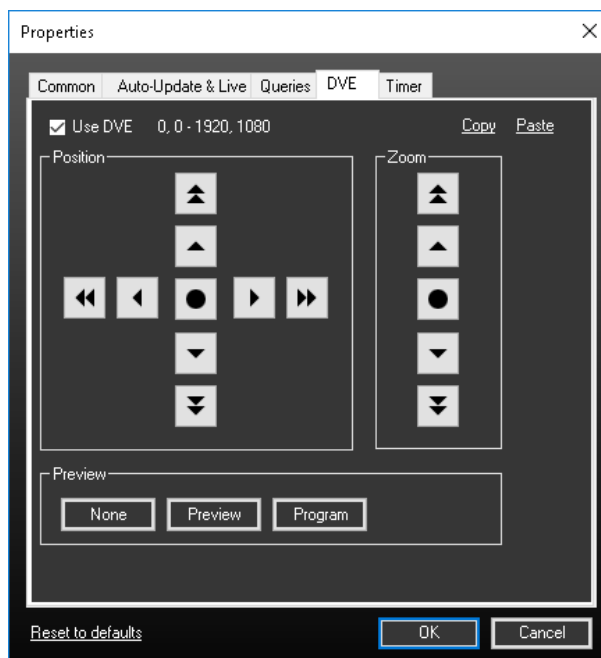 Properties
Common Auto-Update & Live Queries DVE Timer
Use DVE 0, 0 - 1920, 1080 Copy Paste
Position Zoom
Preview
None Preview Program
Reset to defaults OK Cancel